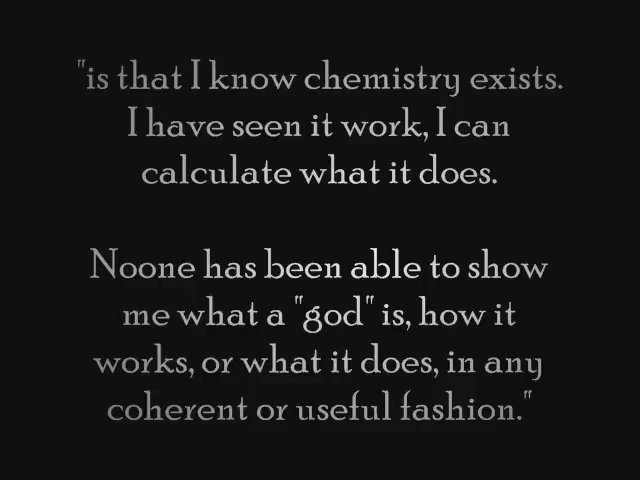 "is that I know chemistry exists.
I have seen it work, I can
calculate what it does.
Noone has been able to show
me what a "god" is, how it
works, or what it does, in any
coherent or useful fashion."